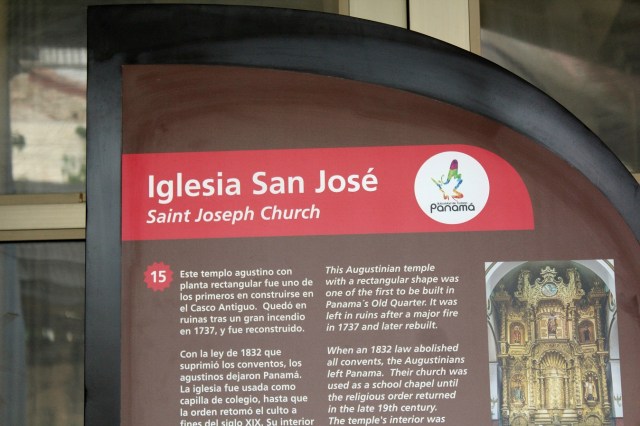 Iglesia San José
Saint Joseph Church
Panamá
15
Este templo agustino con
planta rectangular fue uno de
los primeros en construirse en
el Casco Antiguo. Quedó en
ruinas tras un gran incendio
en 1737, y fue reconstruido.
Con la ley de 1832 que
suprimió los conventos, los
agustinos dejaron Panamá.
La iglesia fue usada como
capilla de colegio, hasta que
la orden retomó el culto a
fines del siglo XIX. Su interior
This Augustinian temple
with a rectangular shape was
one of the first to be built in
Panama´s Old Quarter. It was
left in ruins after a major fire
in 1737 and later rebuilt.
When an 1832 law abolished
all convents, the Augustinians
left Panama. Their church was
used as a school chapel until
the religious order returned
in the late 19th century.
The temple's interior was